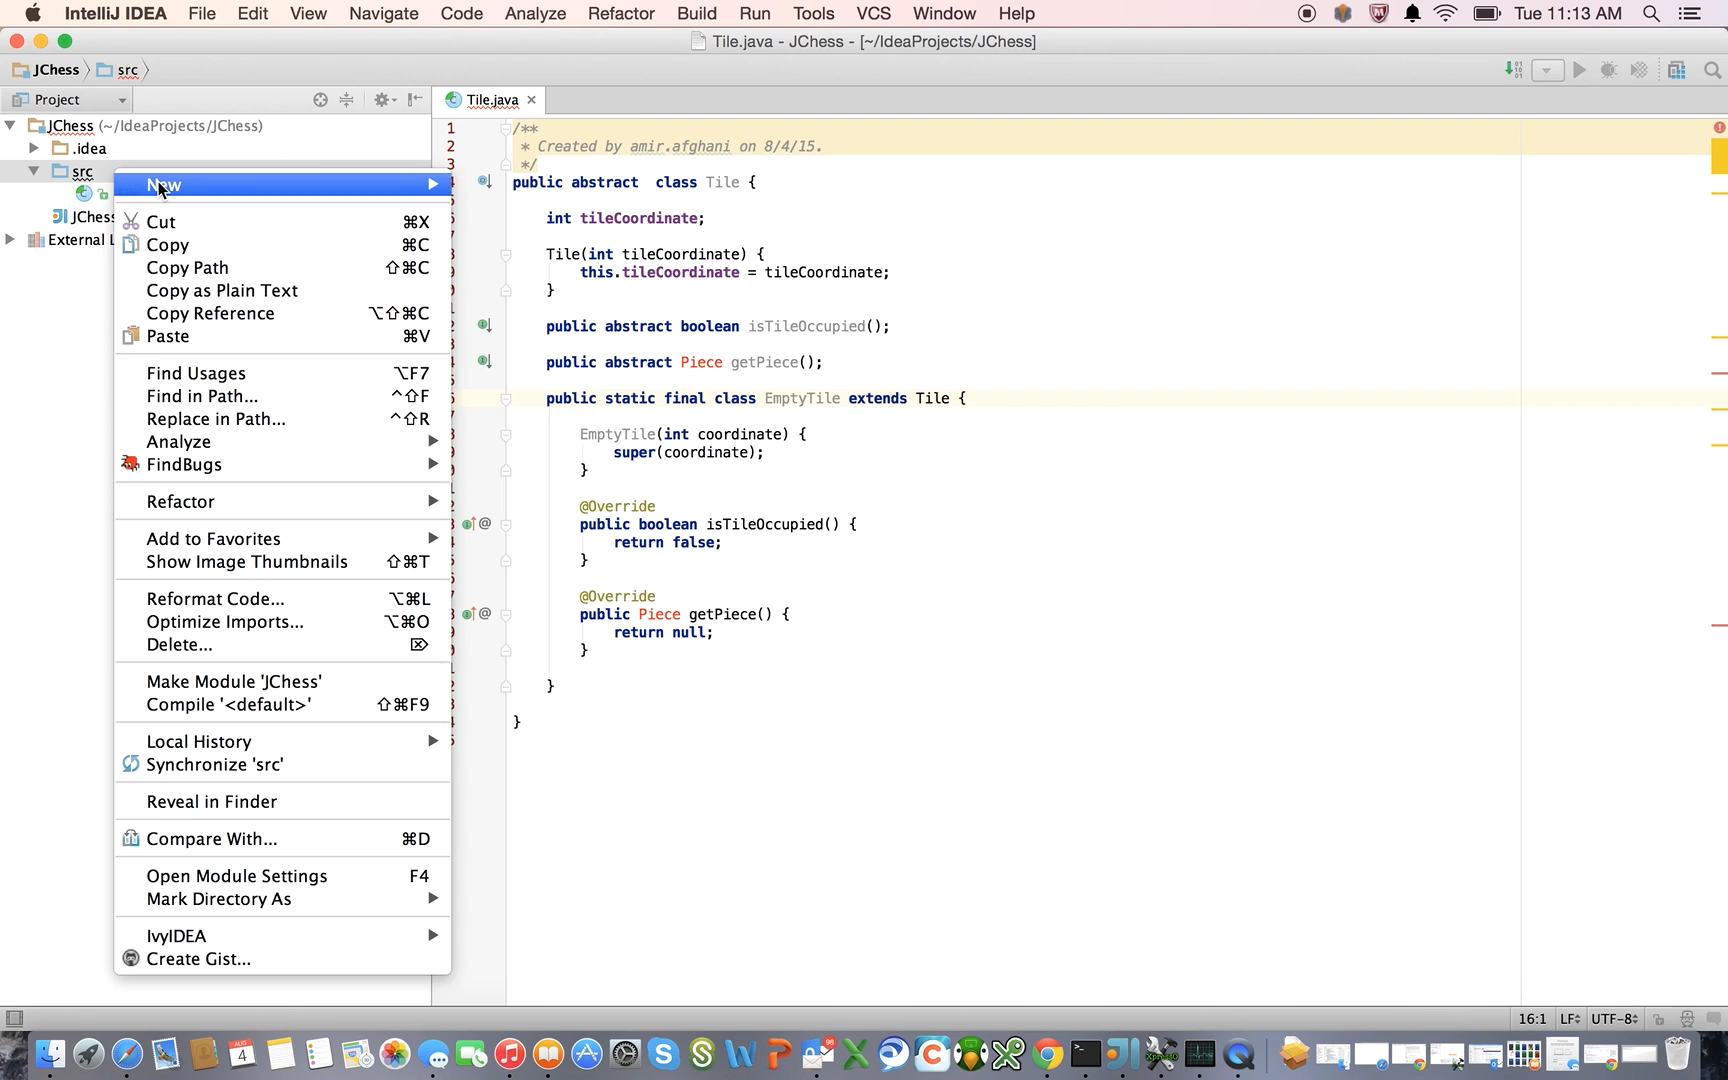 IntelliJ IDEA File Edit View Navigate Code Analyze Refactor Build Run Tools VCS Window Help Tue 11:13 AM
Tile.java - JChess - [~/IdeaProjects/JChess]
JChess src
Project
Tile.java
JChess (~/IdeaProjects/JChess)
.idea
src
JChess
External L
New
Cut ⌘X
Copy ⌘C
Copy Path ⇧⌘C
Copy as Plain Text
Copy Reference ⌥⇧⌘C
Paste ⌘V
Find Usages ⌥F7
Find in Path... ^⇧F
Replace in Path... ^⇧R
Analyze
FindBugs
Refactor
Add to Favorites
Show Image Thumbnails ⇧⌘T
Reformat Code... ⌥⌘L
Optimize Imports... ⌥⌘O
Delete... ⌦
Make Module 'JChess'
Compile '<default>' ⇧⌘F9
Local History
Synchronize 'src'
Reveal in Finder
Compare With... ⌘D
Open Module Settings F4
Mark Directory As
IvyIDEA
Create Gist...
1 /**
2 * Created by amir.afghani on 8/4/15.
3 */
public abstract class Tile {
int tileCoordinate;
Tile(int tileCoordinate) {
this.tileCoordinate = tileCoordinate;
}
public abstract boolean isTileOccupied();
public abstract Piece getPiece();
public static final class EmptyTile extends Tile {
EmptyTile(int coordinate) {
super(coordinate);
}
@Override
public boolean isTileOccupied() {
return false;
}
@Override
public Piece getPiece() {
return null;
}
}
}
16:1 LF UTF-8